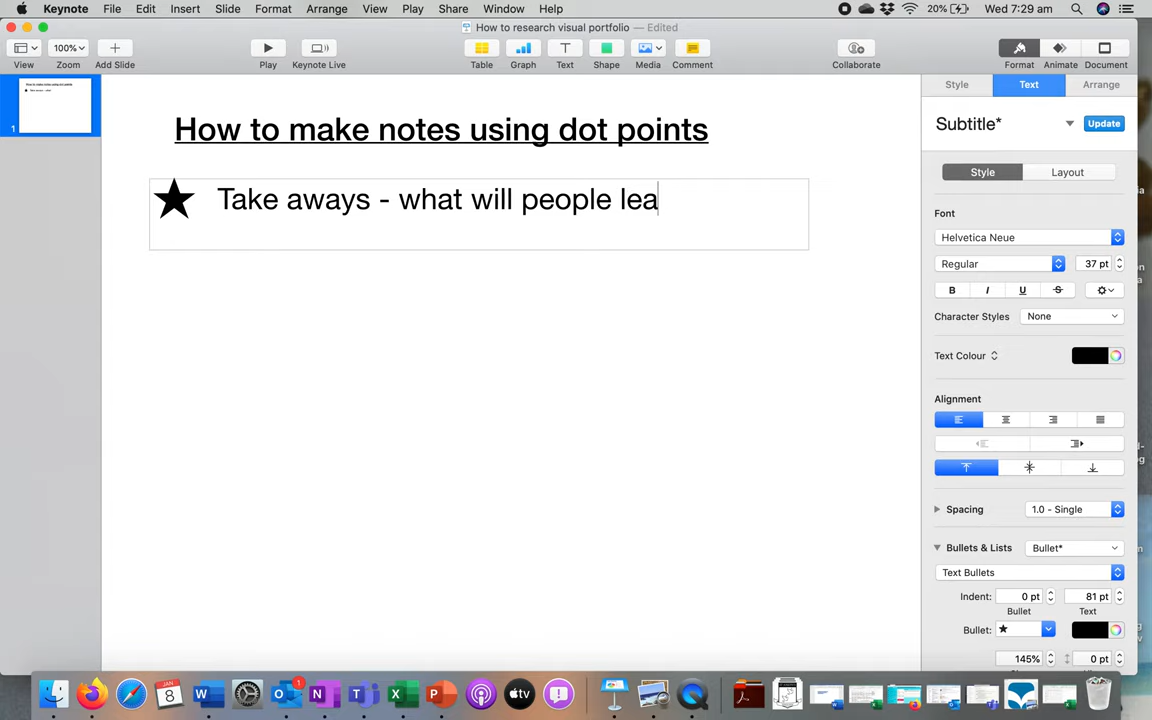 Keynote File Edit Insert Slide Format Arrange View Play Share Window Help 20% Wed 7:29 am
How to research visual portfolio — Edited
100%
View Zoom Add Slide Play Keynote Live Table Graph Text Shape Media Comment Collaborate Format Animate Document
Style Text Arrange
How to make notes using dot points
★ Take aways - what will people lea
1
Subtitle* Update
Style Layout
Font
Helvetica Neue
Regular 37 pt
B I U S
Character Styles None
Text Colour
Alignment
Spacing 1.0 - Single
Bullets & Lists Bullet*
Text Bullets
Indent: 0 pt 81 pt
Bullet Text
Bullet: ★
145% 0 pt
JAN
8
1
tv